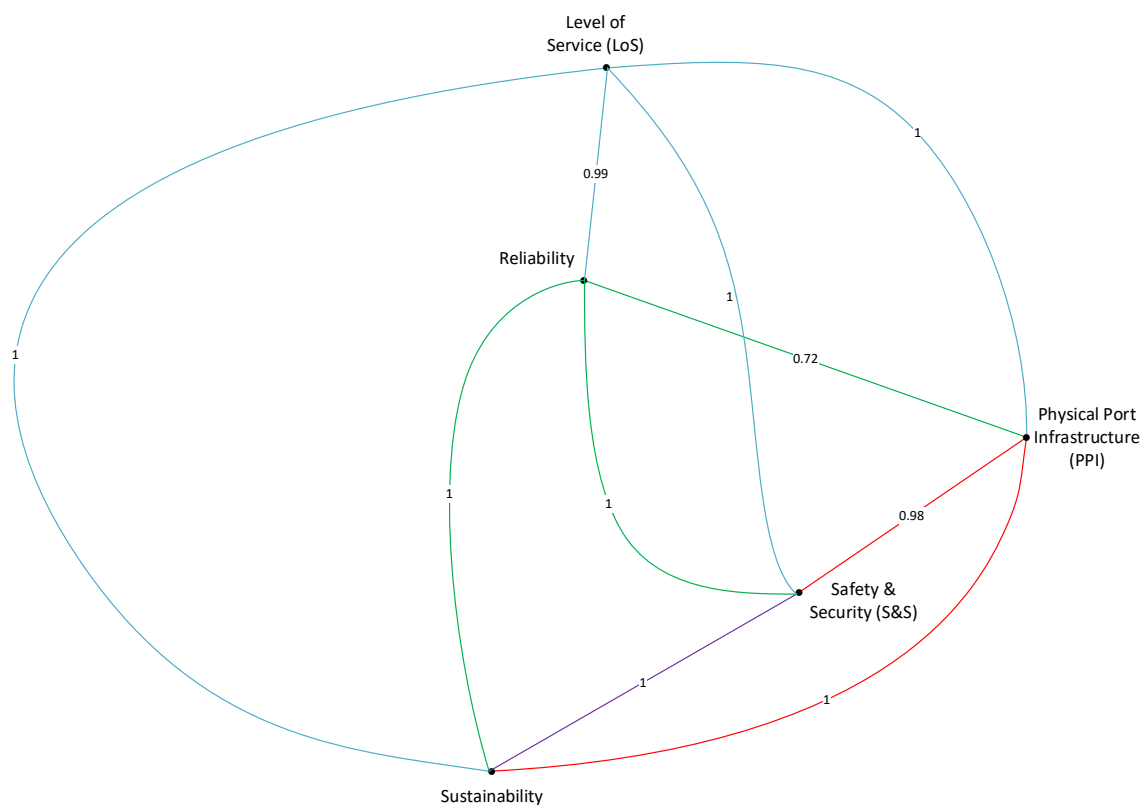 Level of
Service (LoS)
1
0.99
Reliability
1
1
0.72
Physical Port
Infrastructure
(PPI)
1
1
0.98
Safety &
Security (S&S)
1
1
Sustainability